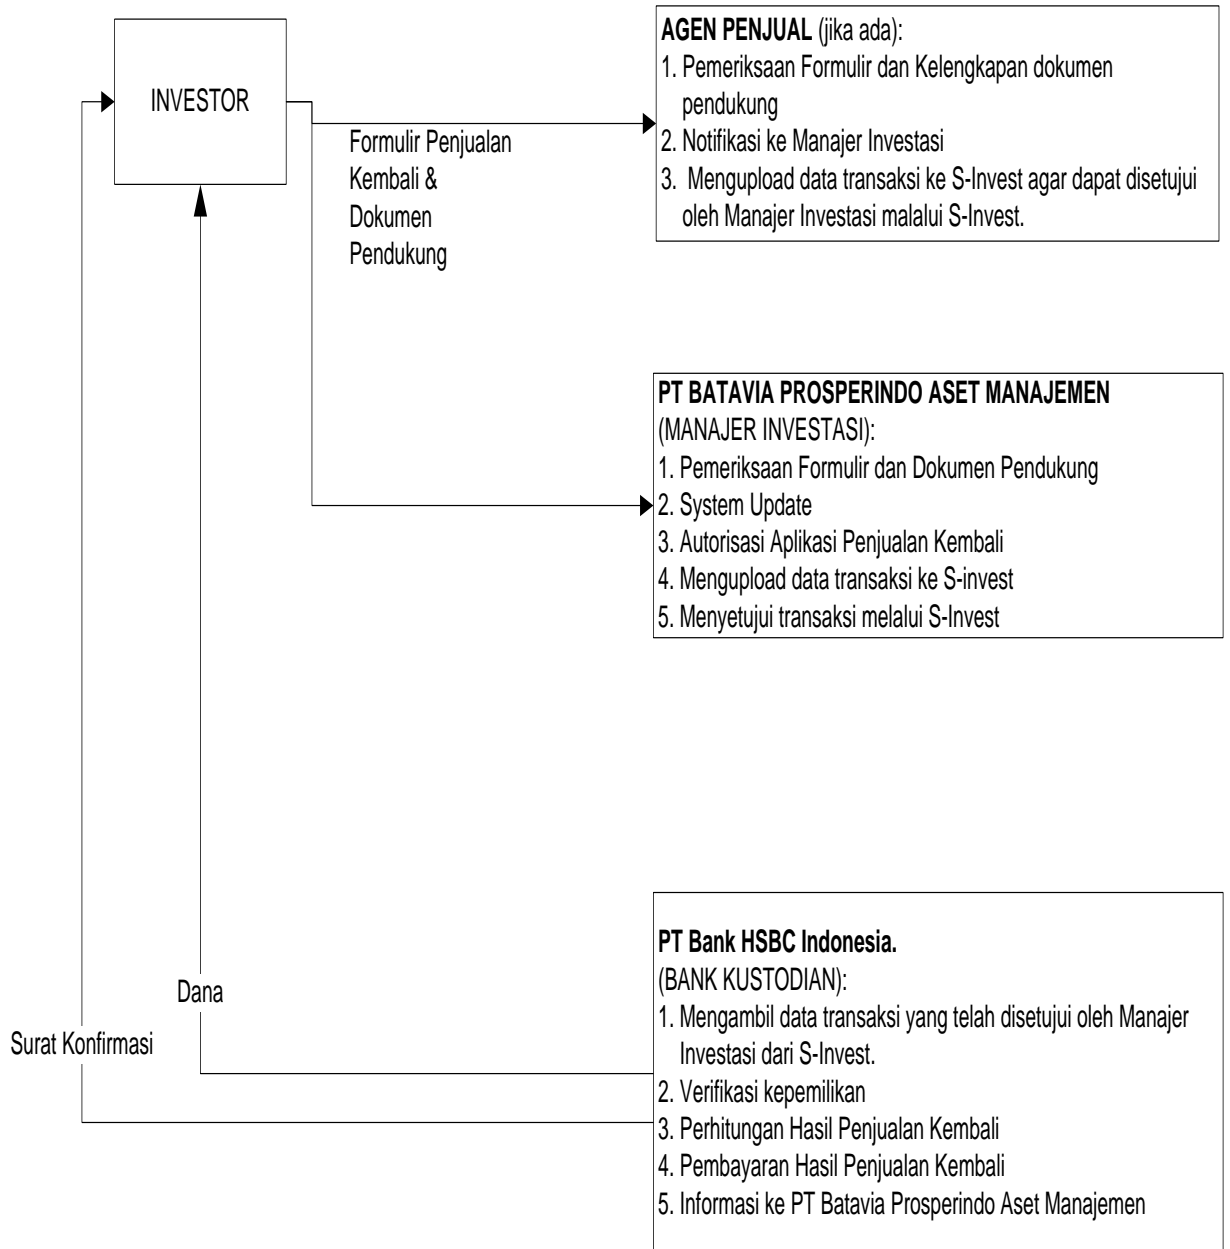 INVESTOR
Formulir Penjualan
Kembali &
Dokumen
Pendukung
AGEN PENJUAL (jika ada):
1. Pemeriksaan Formulir dan Kelengkapan dokumen
pendukung
2. Notifikasi ke Manajer Investasi
3. Mengupload data transaksi ke S-Invest agar dapat disetujui
oleh Manajer Investasi malalui S-Invest.
PT BATAVIA PROSPERINDO ASET MANAJEMEN
(MANAJER INVESTASI):
1. Pemeriksaan Formulir dan Dokumen Pendukung
2. System Update
3. Autorisasi Aplikasi Penjualan Kembali
4. Mengupload data transaksi ke S-invest
5. Menyetujui transaksi melalui S-Invest
Dana
Surat Konfirmasi
PT Bank HSBC Indonesia.
(BANK KUSTODIAN):
1. Mengambil data transaksi yang telah disetujui oleh Manajer
Investasi dari S-Invest.
2. Verifikasi kepemilikan
3. Perhitungan Hasil Penjualan Kembali
4. Pembayaran Hasil Penjualan Kembali
5. Informasi ke PT Batavia Prosperindo Aset Manajemen